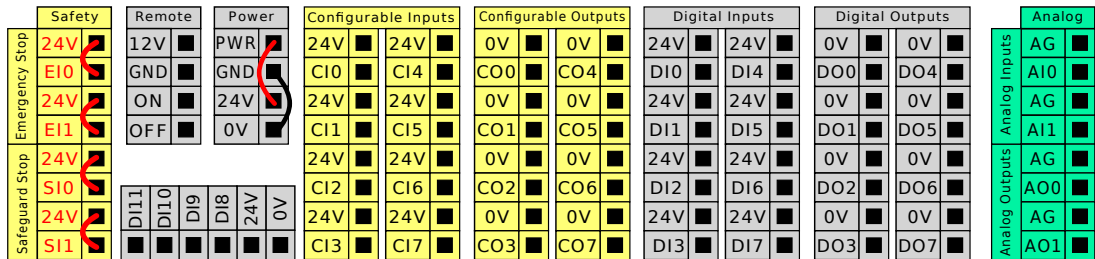 Safety
Emergency Stop
24V
EI0
24V
EI1
Safeguard Stop
24V
SI0
24V
SI1
Remote
12V
GND
ON
OFF
Power
PWR
GND
24V
0V
DI11 DI10 DI9 DI8 24V 0V
Configurable Inputs
24V 24V
CI0 CI4
24V 24V
CI1 CI5
24V 24V
CI2 CI6
24V 24V
CI3 CI7
Configurable Outputs
0V 0V
CO0 CO4
0V 0V
CO1 CO5
0V 0V
CO2 CO6
0V 0V
CO3 CO7
Digital Inputs
24V 24V
DI0 DI4
24V 24V
DI1 DI5
24V 24V
DI2 DI6
24V 24V
DI3 DI7
Digital Outputs
0V 0V
DO0 DO4
0V 0V
DO1 DO5
0V 0V
DO2 DO6
0V 0V
DO3 DO7
Analog
Analog Inputs
AG
AI0
AG
AI1
Analog Outputs
AG
AO0
AG
AO1